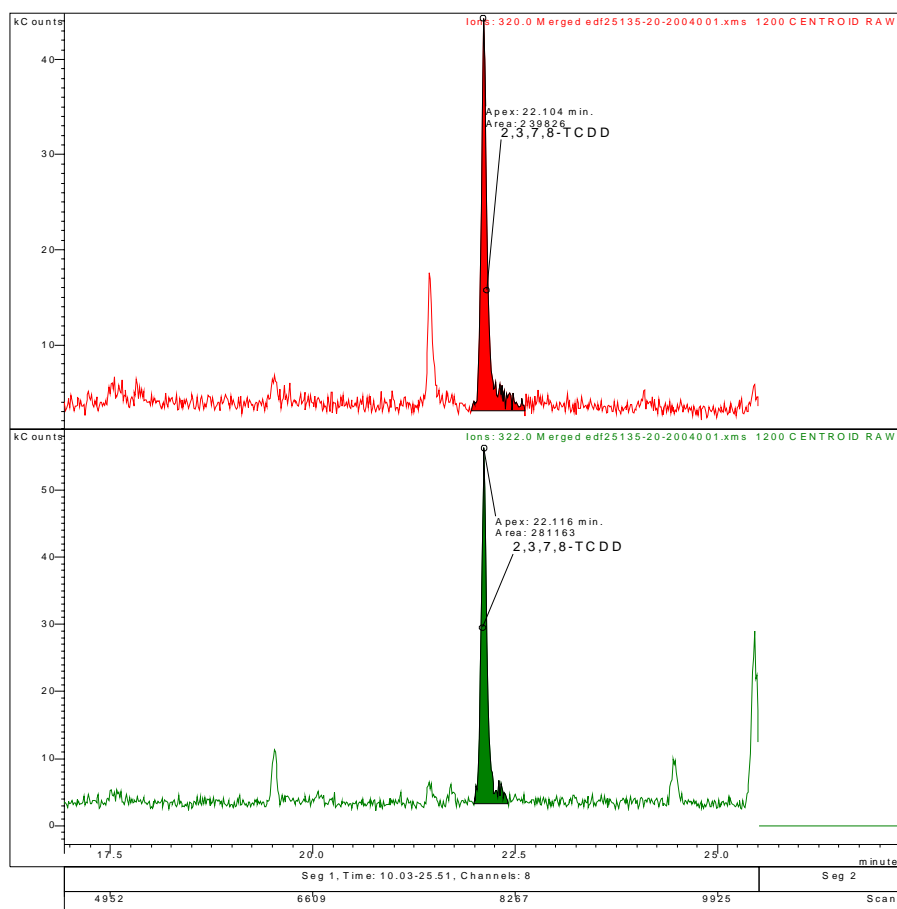 kCounts
Ions: 320.0 Merged edf25135-20-2004001.xms 1200 CENTROID RAW
40
Apex: 22.104 min.
Area: 239826
2,3,7,8-TCDD
30
20
10
kCounts
Ions: 322.0 Merged edf25135-20-2004001.xms 1200 CENTROID RAW
50
Apex: 22.116 min.
Area: 281163
2,3,7,8-TCDD
40
30
20
10
0
17.5 20.0 22.5 25.0
minute
Seg 1, Time: 10.03-25.51, Channels: 8 Seg 2
4952 6609 8267 9925 Scan